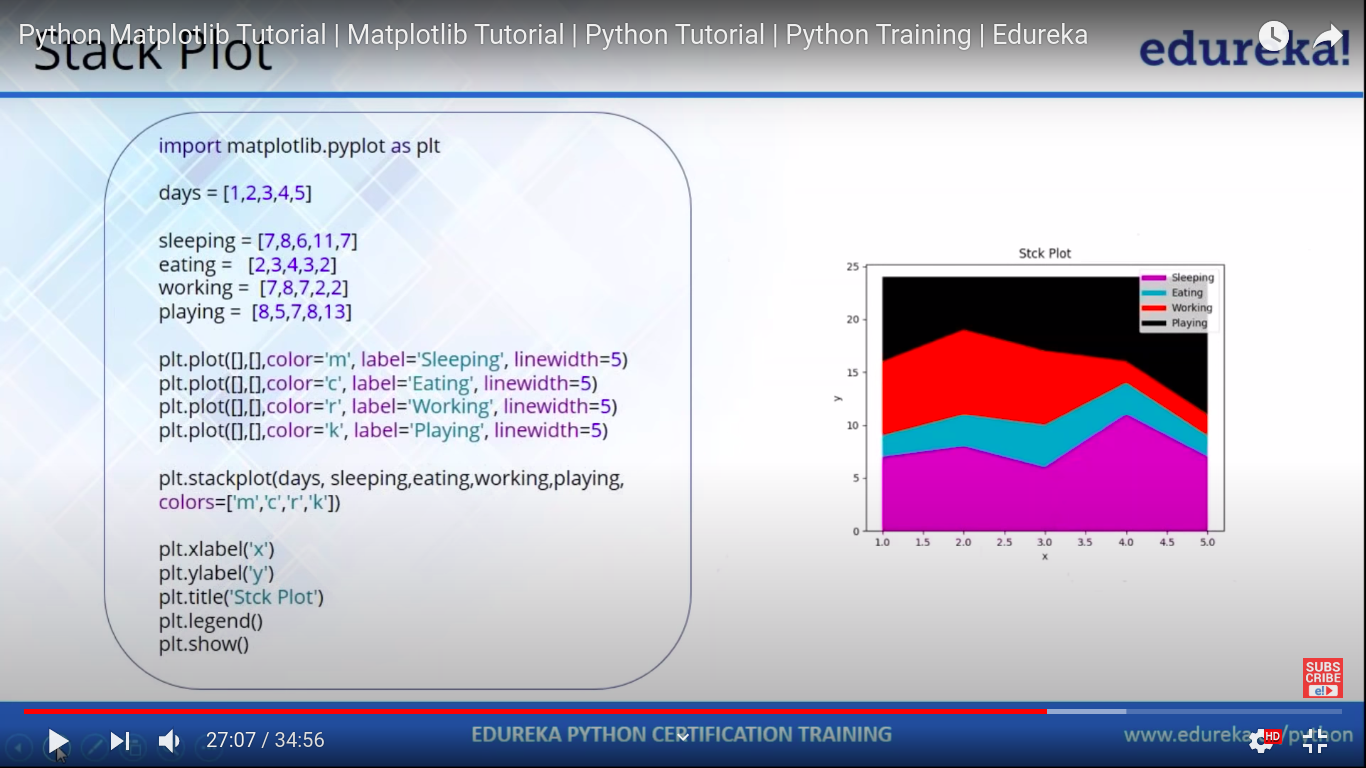 Python Matplotlib Tutorial | Matplotlib Tutorial | Python Tutorial | Python Training | Edureka
Stack Plot
edureka!
import matplotlib.pyplot as plt
days = [1,2,3,4,5]
sleeping = [7,8,6,11,7]
eating =   [2,3,4,3,2]
working =  [7,8,7,2,2]
playing =  [8,5,7,8,13]
plt.plot([],[],color='m', label='Sleeping', linewidth=5)
plt.plot([],[],color='c', label='Eating', linewidth=5)
plt.plot([],[],color='r', label='Working', linewidth=5)
plt.plot([],[],color='k', label='Playing', linewidth=5)
plt.stackplot(days, sleeping,eating,working,playing,
colors=['m','c','r','k'])
plt.xlabel('x')
plt.ylabel('y')
plt.title('Stck Plot')
plt.legend()
plt.show()
Stck Plot
25
20
15
10
5
0
y
Sleeping
Eating
Working
Playing
1.0 1.5 2.0 2.5 3.0 3.5 4.0 4.5 5.0
x
SUBS
CRIBE
e!
27:07 / 34:56
EDUREKA PYTHON CERTIFICATION TRAINING
HD